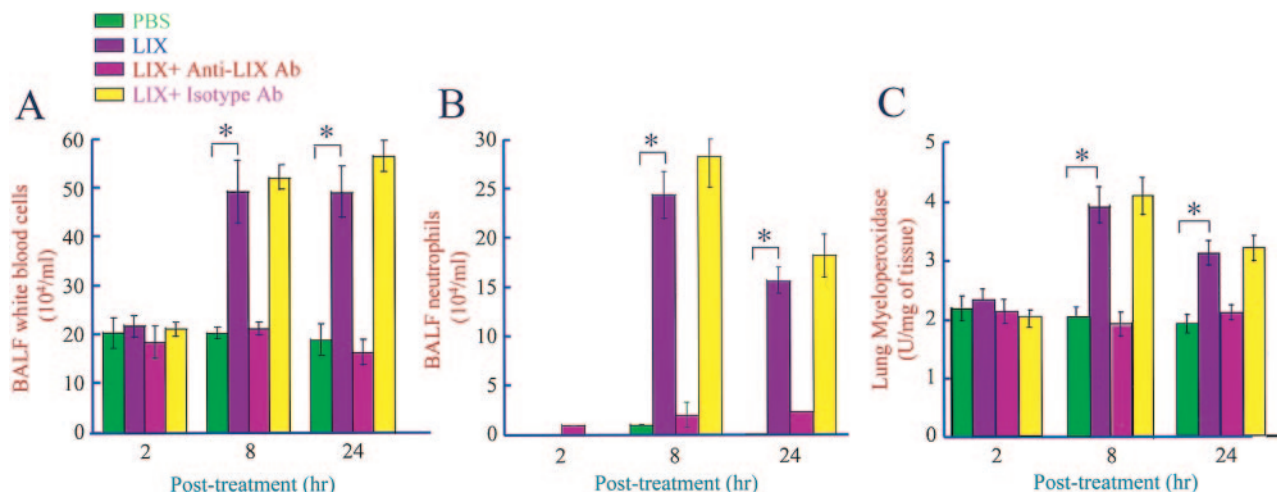 PBS
LIX
LIX+ Anti-LIX Ab
LIX+ Isotype Ab
A
BALF white blood cells
(10⁴/ml)
60
50
40
30
20
10
0
*
*
2
8
24
Post-treatment (hr)
B
BALF neutrophils
(10⁴/ml)
30
25
20
15
10
5
0
*
*
2
8
24
Post-treatment (hr)
C
Lung Myeloperoxidase
(U/mg of tissue)
5
4
3
2
1
0
*
*
2
8
24
Post-treatment (hr)